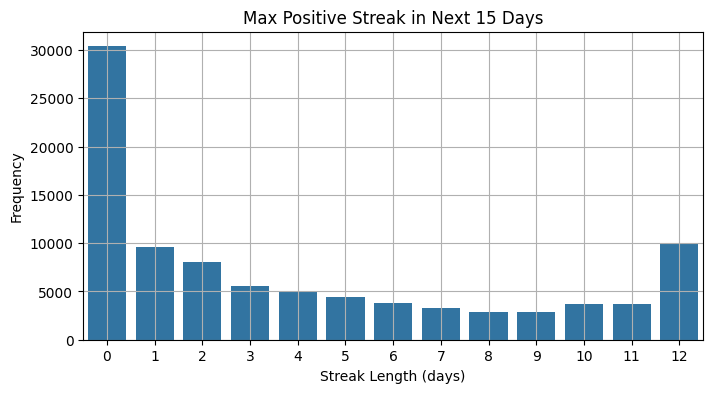 Max Positive Streak in Next 15 Days
Frequency
30000
25000
20000
15000
10000
5000
0
0 1 2 3 4 5 6 7 8 9 10 11 12
Streak Length (days)